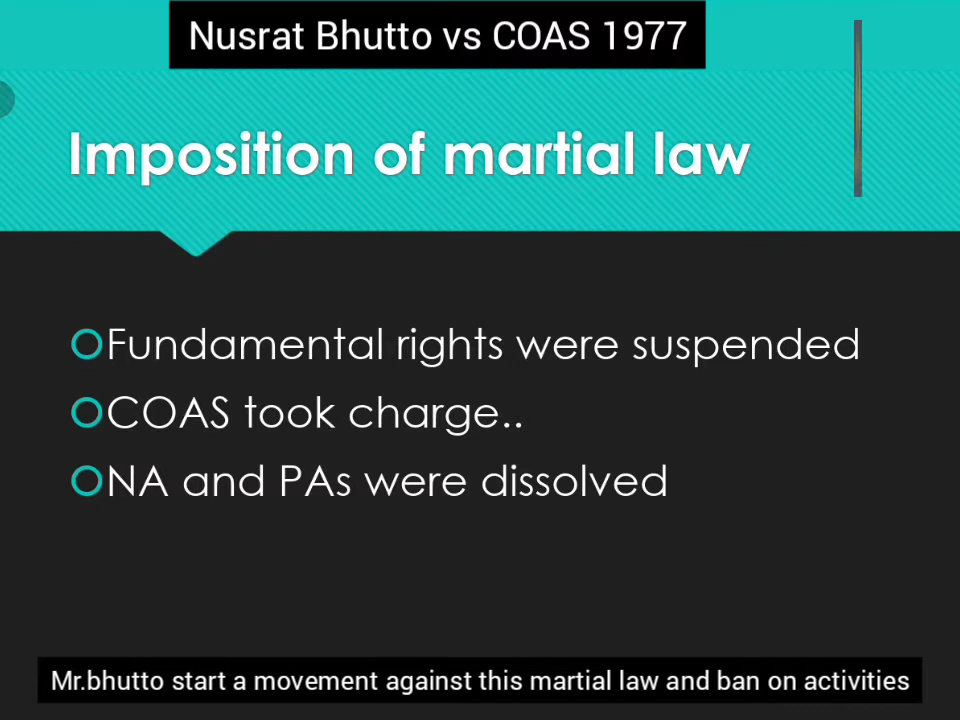 Nusrat Bhutto vs COAS 1977
Imposition of martial law
Fundamental rights were suspended
COAS took charge..
NA and PAs were dissolved
Mr.bhutto start a movement against this martial law and ban on activities